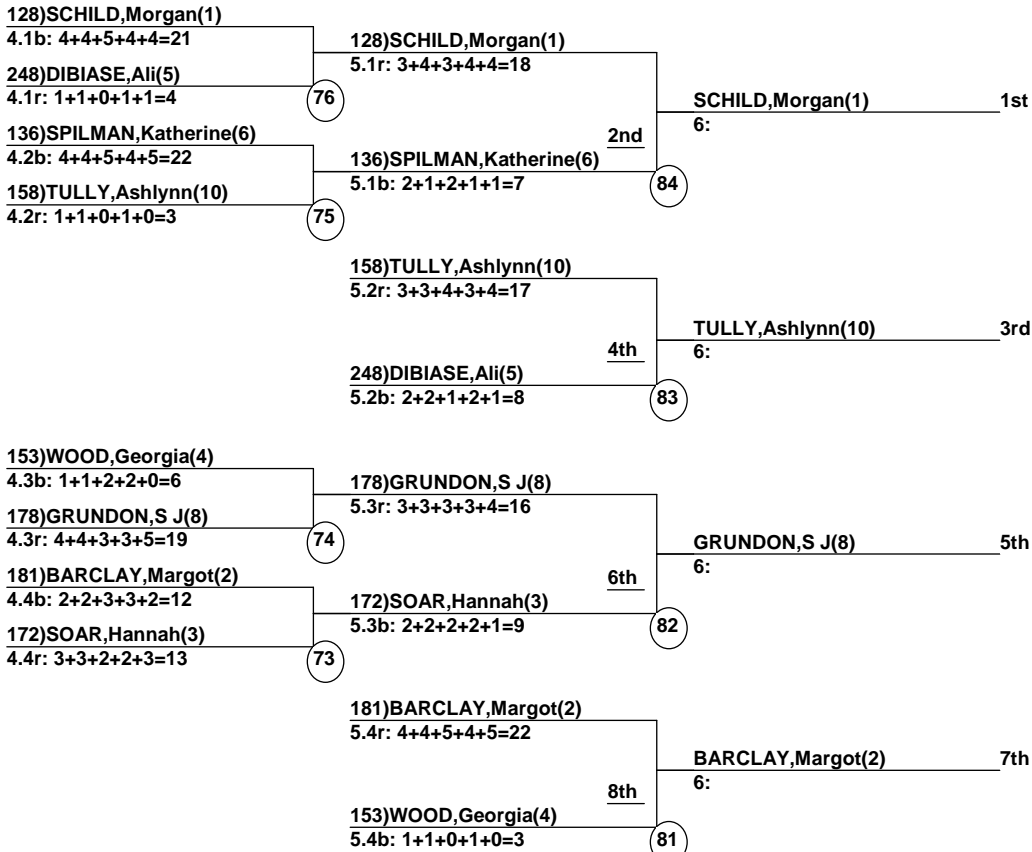 128)SCHILD,Morgan(1)
4.1b: 4+4+5+4+4=21
128)SCHILD,Morgan(1)
5.1r: 3+4+3+4+4=18
248)DIBIASE,Ali(5)
4.1r: 1+1+0+1+1=4
76
SCHILD,Morgan(1) 1st
6:
136)SPILMAN,Katherine(6)
4.2b: 4+4+5+4+5=22
2nd
136)SPILMAN,Katherine(6)
5.1b: 2+1+2+1+1=7
84
158)TULLY,Ashlynn(10)
4.2r: 1+1+0+1+0=3
75
158)TULLY,Ashlynn(10)
5.2r: 3+3+4+3+4=17
TULLY,Ashlynn(10) 3rd
6:
4th
248)DIBIASE,Ali(5)
5.2b: 2+2+1+2+1=8
83
153)WOOD,Georgia(4)
4.3b: 1+1+2+2+0=6
178)GRUNDON,S J(8)
5.3r: 3+3+3+3+4=16
178)GRUNDON,S J(8)
4.3r: 4+4+3+3+5=19
74
GRUNDON,S J(8) 5th
6:
181)BARCLAY,Margot(2)
4.4b: 2+2+3+3+2=12
6th
172)SOAR,Hannah(3)
5.3b: 2+2+2+2+1=9
82
172)SOAR,Hannah(3)
4.4r: 3+3+2+2+3=13
73
181)BARCLAY,Margot(2)
5.4r: 4+4+5+4+5=22
BARCLAY,Margot(2) 7th
6:
8th
153)WOOD,Georgia(4)
5.4b: 1+1+0+1+0=3
81